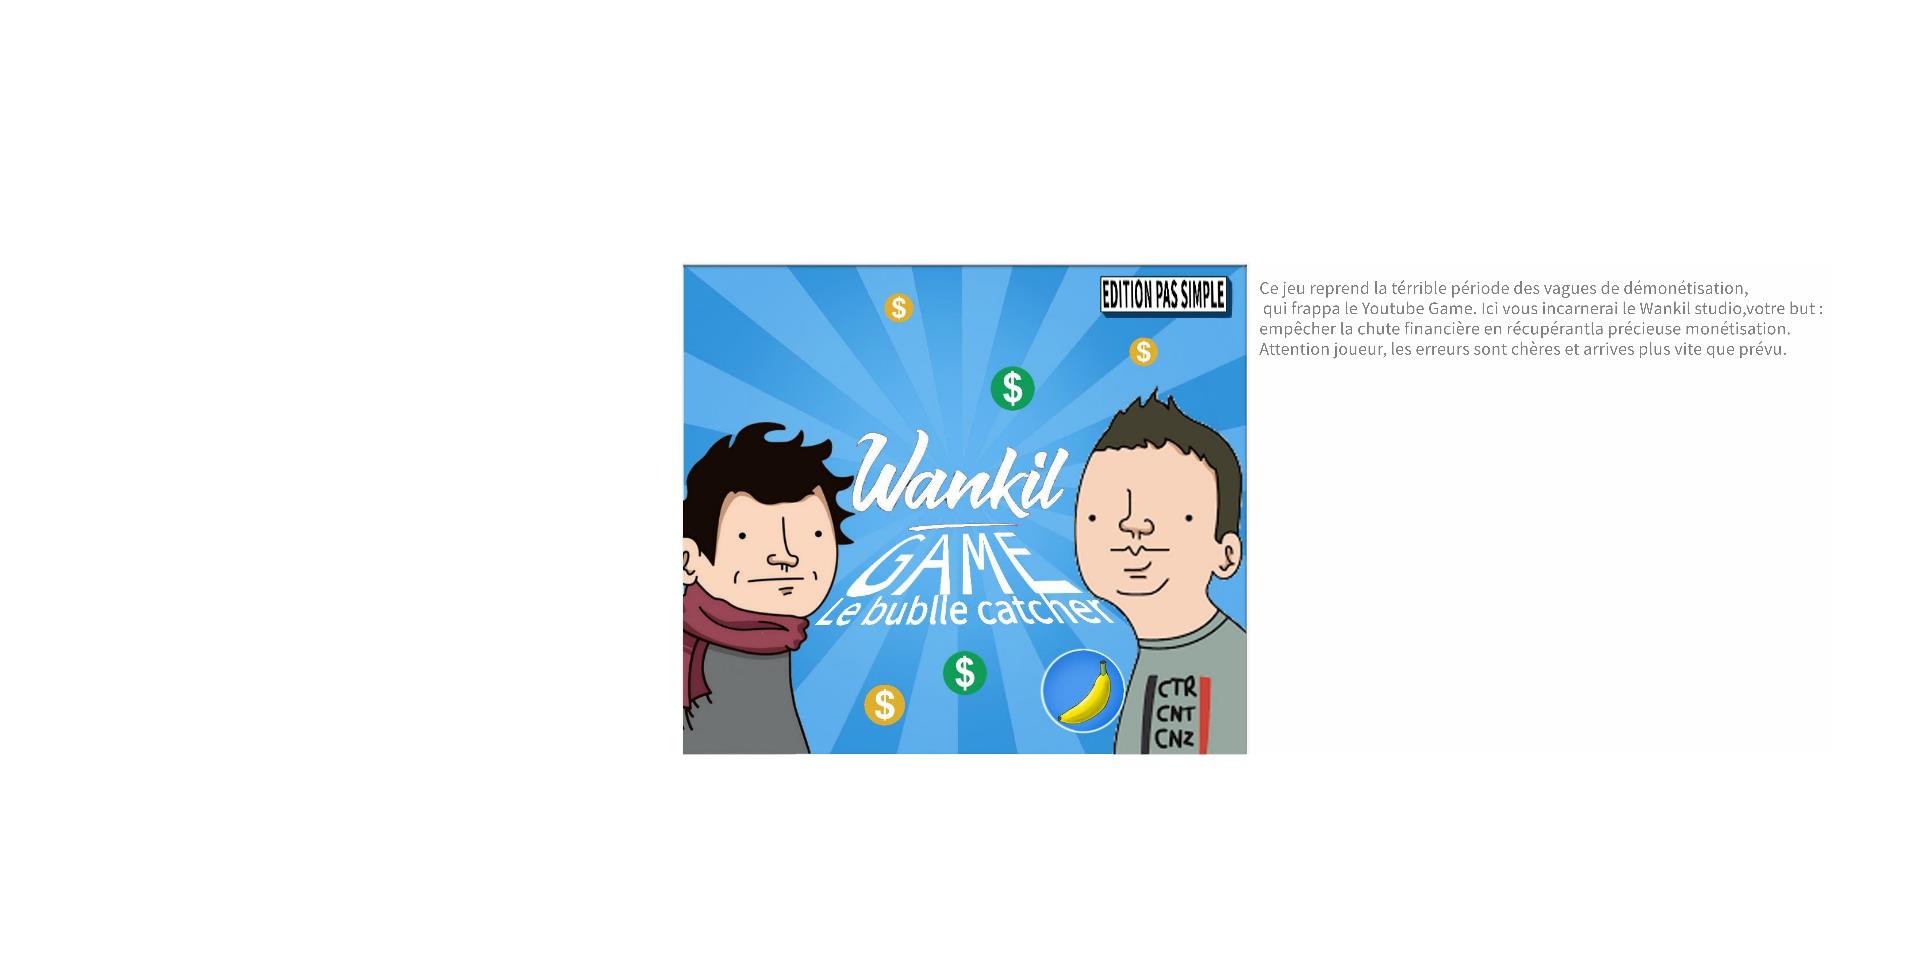 EDITION PAS SIMPLE
$
$
$
Wankil
GAME
Le bublle catcher
$
$
CTR
CNT
CNZ
Ce jeu reprend la térrible période des vagues de démonétisation,
qui frappa le Youtube Game. Ici vous incarnerai le Wankil studio,votre but :
empêcher la chute financière en récupérantla précieuse monétisation.
Attention joueur, les erreurs sont chères et arrives plus vite que prévu.